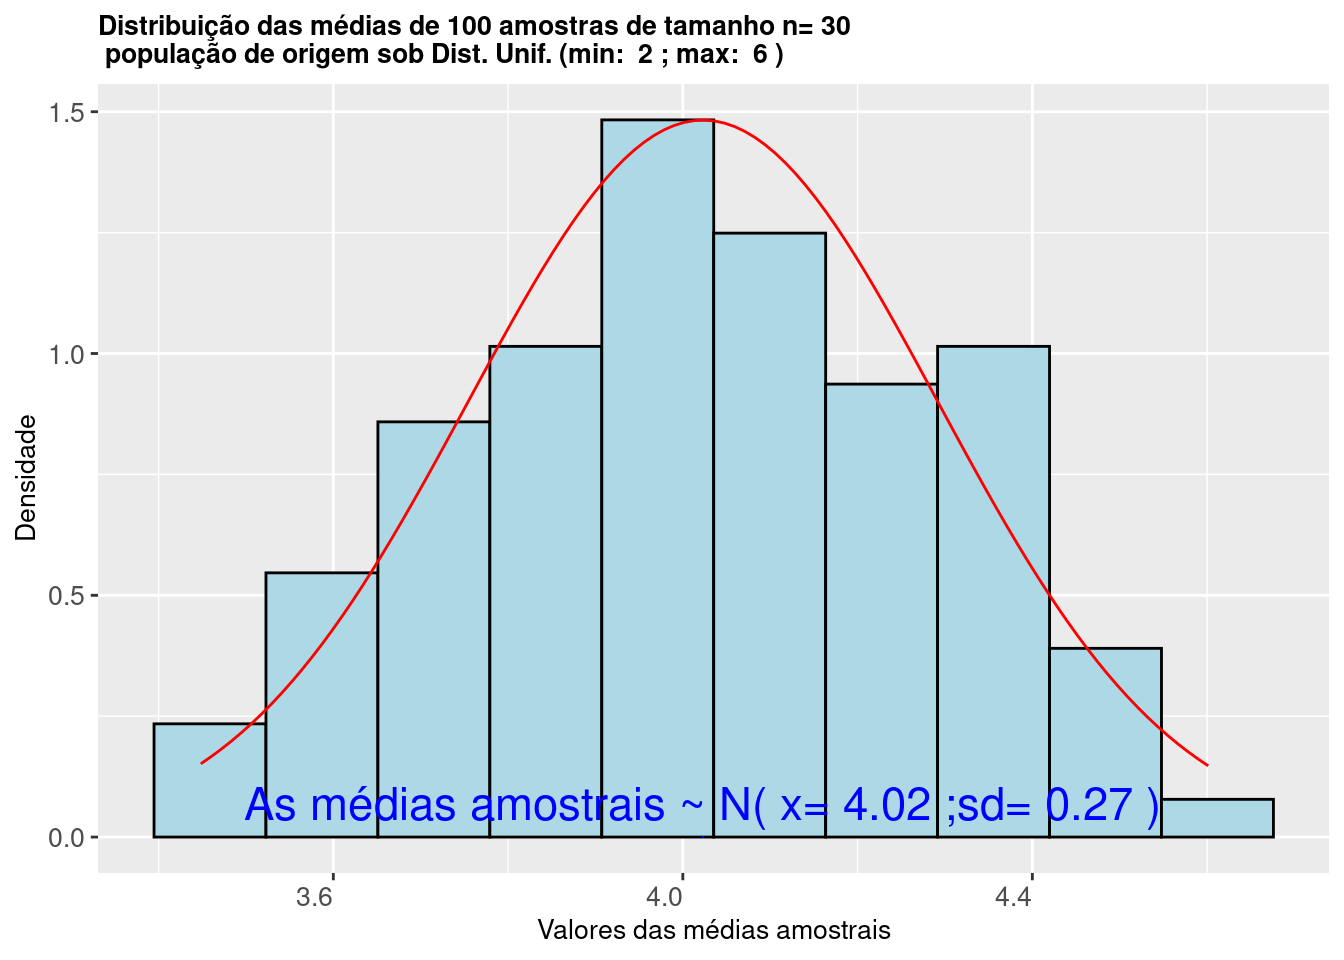 Distribuição das médias de 100 amostras de tamanho n= 30
população de origem sob Dist. Unif. (min:  2 ; max:  6 )
1.5
1.0
0.5
0.0
Densidade
As médias amostrais ~ N( x= 4.02 ;sd= 0.27 )
3.6 4.0 4.4
Valores das médias amostrais